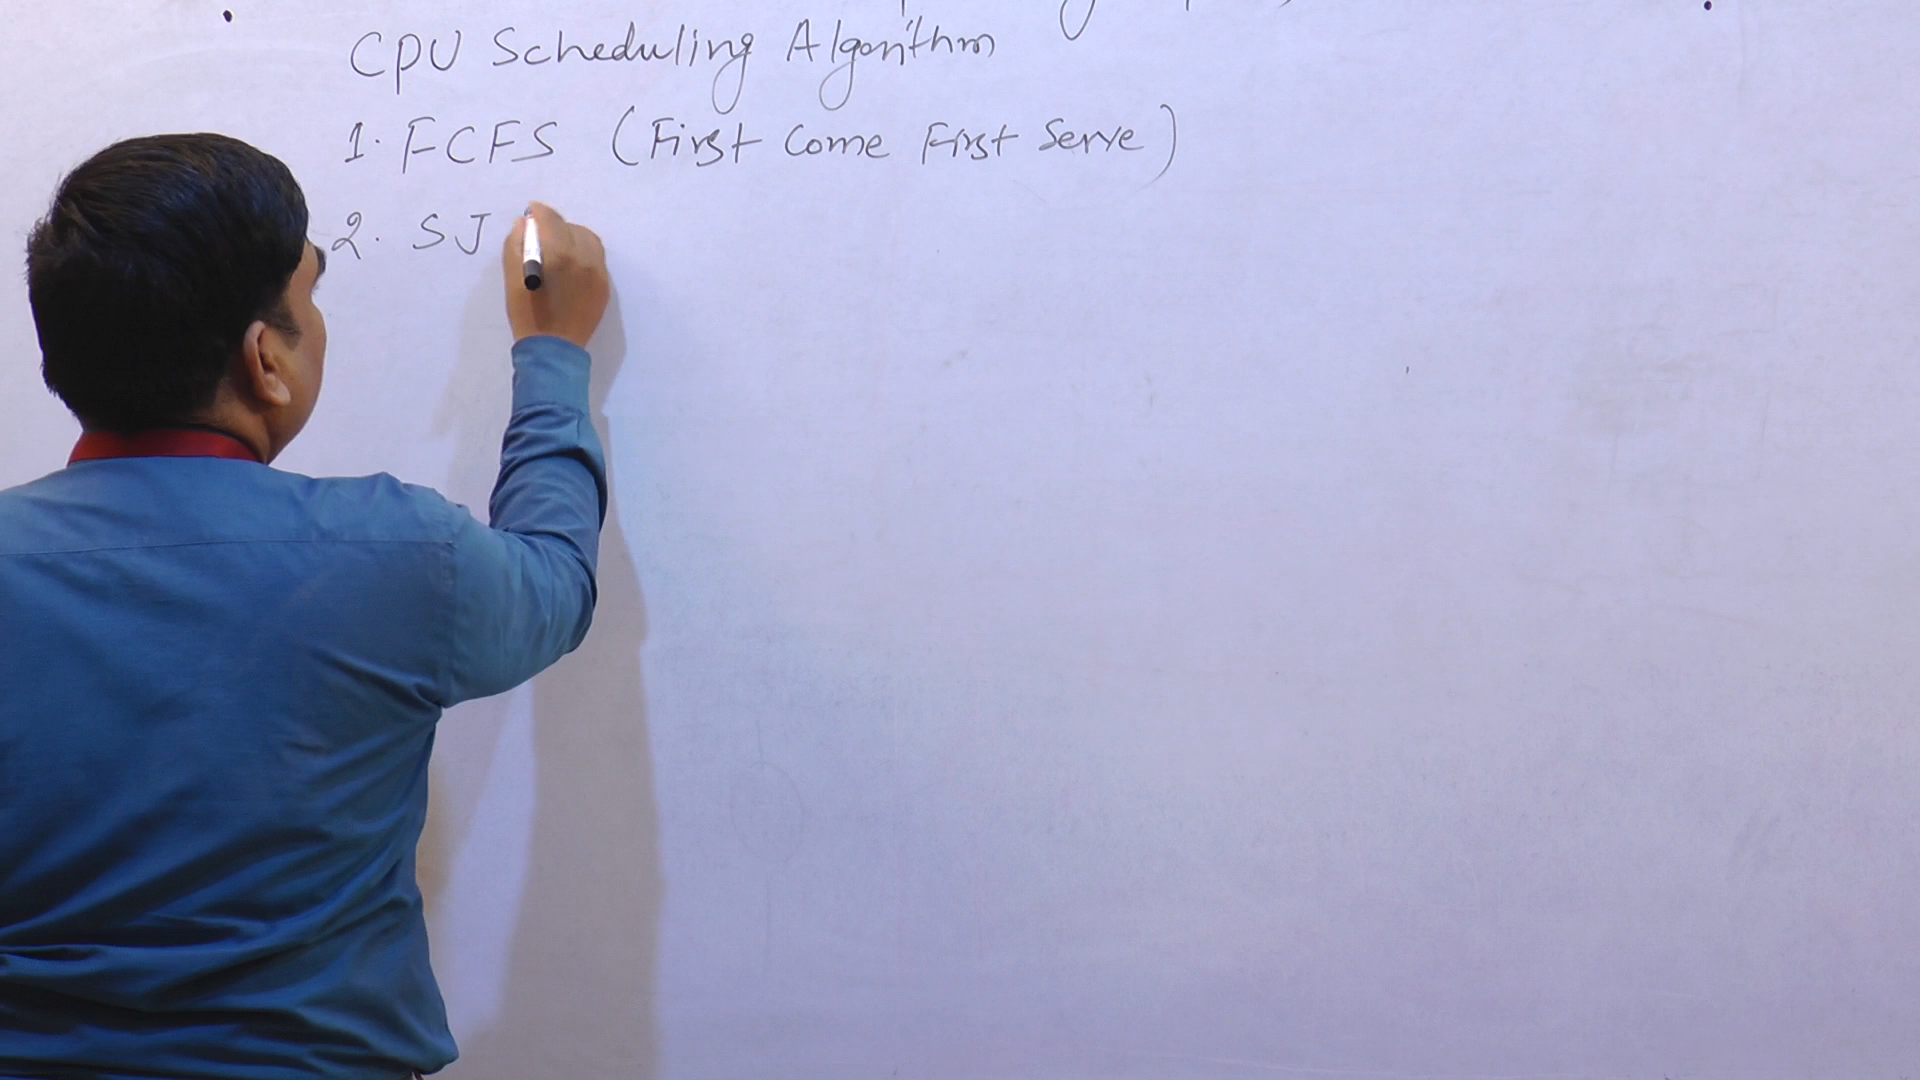 CPU Scheduling Algorithm
1. FCFS (First Come First Serve)
2. SJ